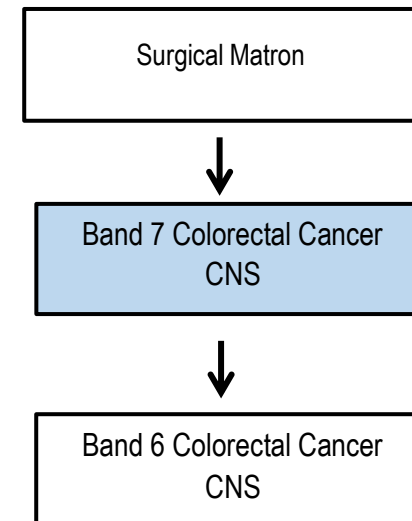 Surgical Matron
Band 7 Colorectal Cancer
CNS
Band 6 Colorectal Cancer
CNS